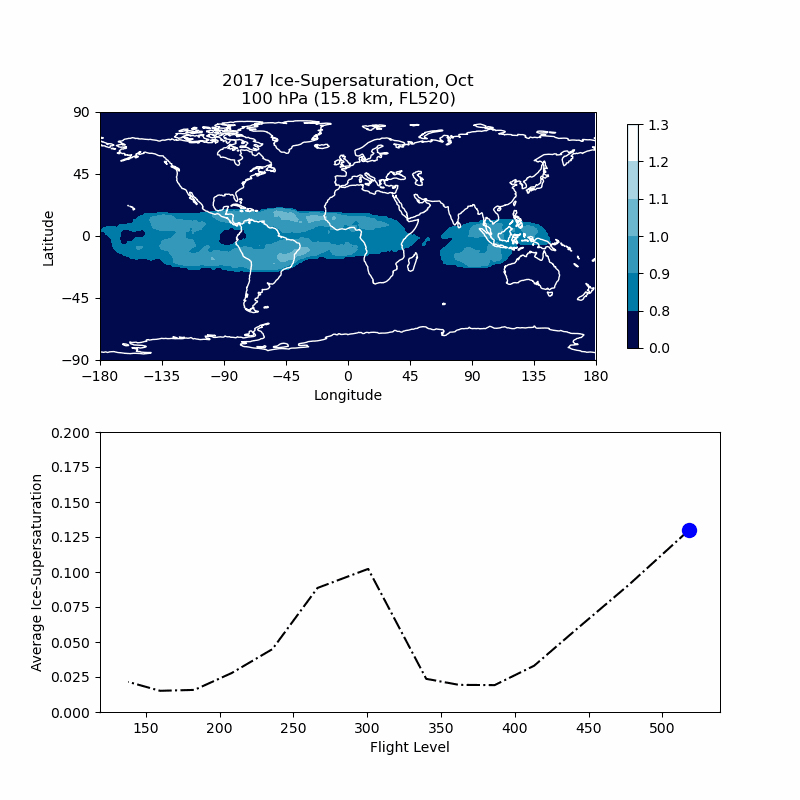 2017 Ice-Supersaturation, Oct
100 hPa (15.8 km, FL520)
90
45
0
−45
−90
Latitude
−180 −135 −90 −45 0 45 90 135 180
Longitude
1.3
1.2
1.1
1.0
0.9
0.8
0.0
0.200
0.175
0.150
0.125
0.100
0.075
0.050
0.025
0.000
Average Ice-Supersaturation
150 200 250 300 350 400 450 500
Flight Level